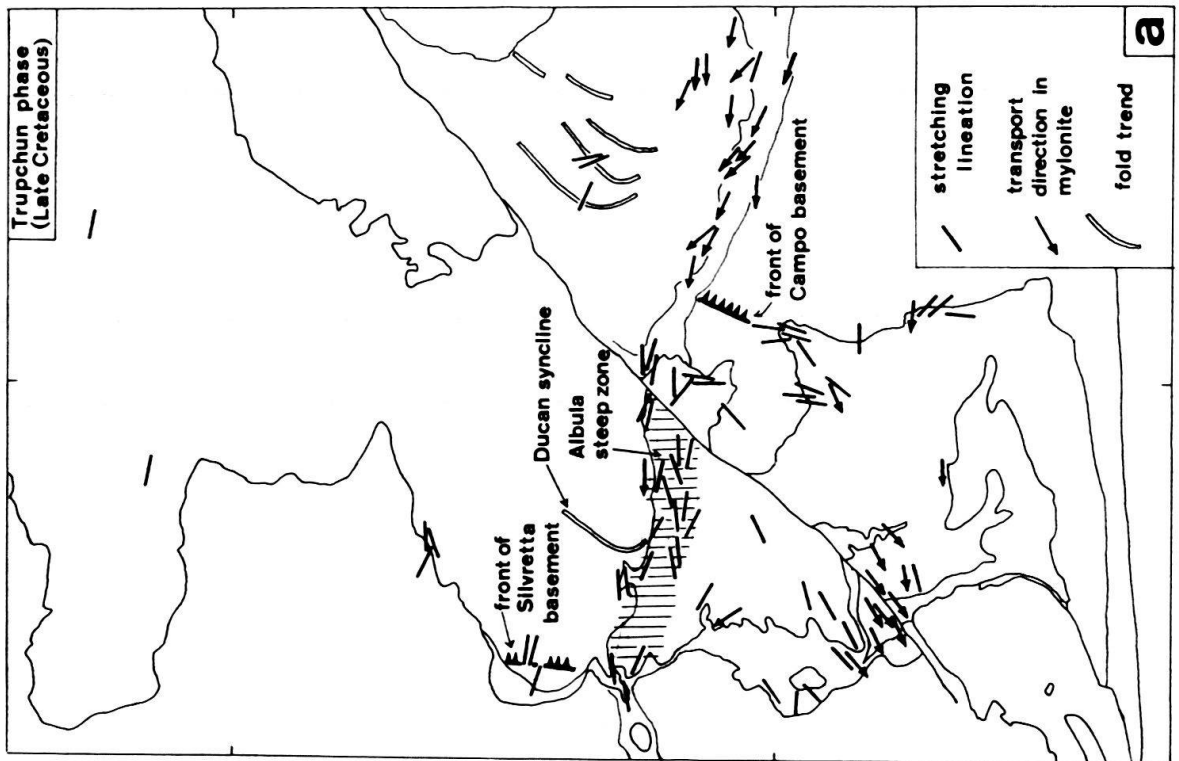 Trupchun phase
(Late Cretaceous)
Ducan syncline
Albula
steep zone
front of
Silvretta
basement
front of
Campo basement
stretching
lineation
transport
direction in
mylonite
fold trend
a